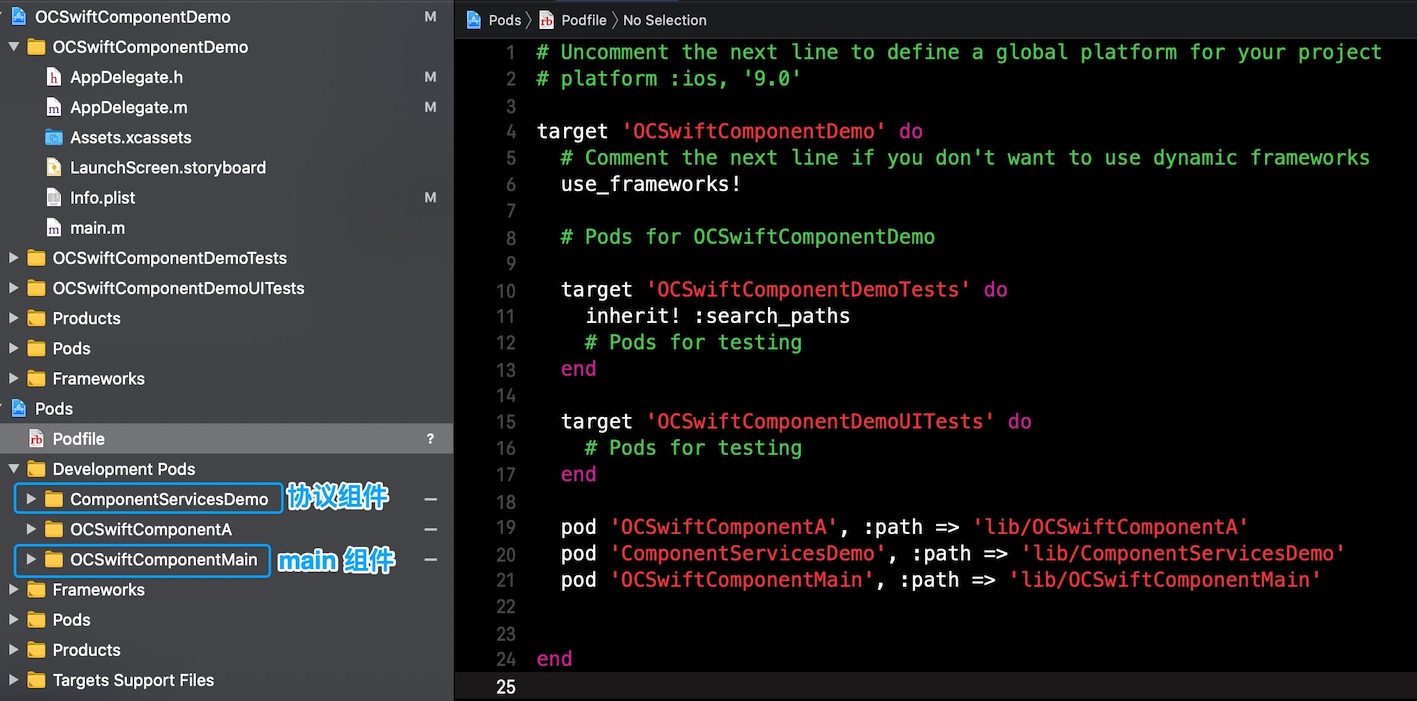 OCSwiftComponentDemo M
OCSwiftComponentDemo
h AppDelegate.h M
m AppDelegate.m M
Assets.xcassets
LaunchScreen.storyboard
Info.plist M
m main.m
OCSwiftComponentDemoTests
OCSwiftComponentDemoUITests
Products
Pods
Frameworks
Pods
rb Podfile ?
Development Pods
ComponentServicesDemo 协议组件 —
OCSwiftComponentA —
OCSwiftComponentMain main 组件 —
Frameworks
Pods
Products
Targets Support Files
Pods 〉 rb Podfile 〉 No Selection
1 # Uncomment the next line to define a global platform for your project
2 # platform :ios, '9.0'
3
4 target 'OCSwiftComponentDemo' do
5 # Comment the next line if you don't want to use dynamic frameworks
6 use_frameworks!
7
8 # Pods for OCSwiftComponentDemo
9
10 target 'OCSwiftComponentDemoTests' do
11 inherit! :search_paths
12 # Pods for testing
13 end
14
15 target 'OCSwiftComponentDemoUITests' do
16 # Pods for testing
17 end
18
19 pod 'OCSwiftComponentA', :path => 'lib/OCSwiftComponentA'
20 pod 'ComponentServicesDemo', :path => 'lib/ComponentServicesDemo'
21 pod 'OCSwiftComponentMain', :path => 'lib/OCSwiftComponentMain'
22
23
24 end
25